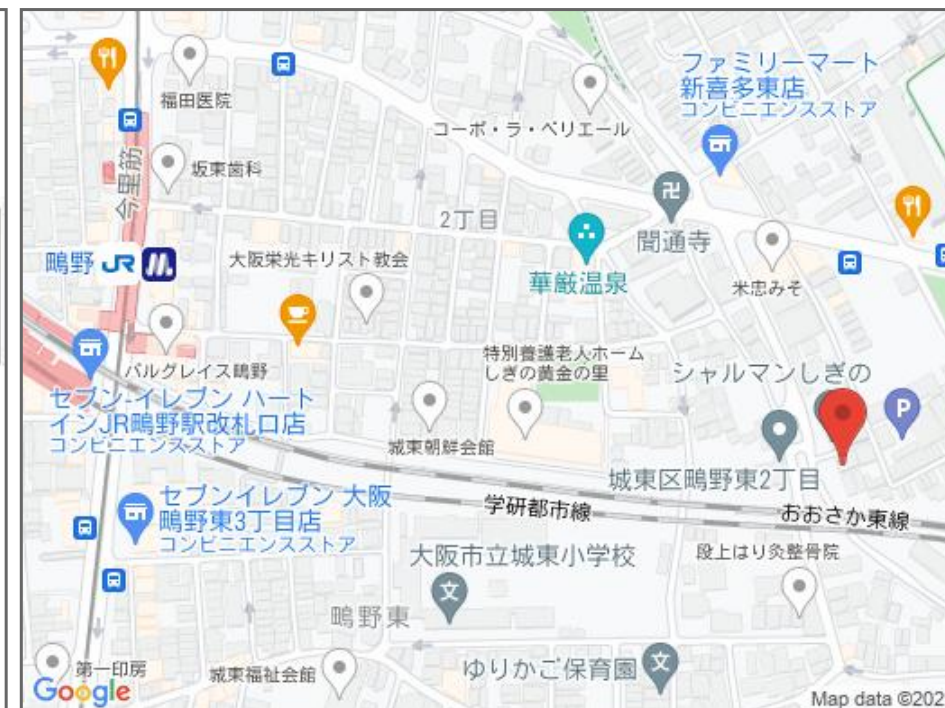 福田医院
ファミリーマート
新喜多東店
コンビニエンスストア
コーポ・ラ・ベリエール
坂東歯科
今里筋
2丁目
聞通寺
鴫野 JR
大阪栄光キリスト教会
華厳温泉
米忠みそ
バルグレイス鴫野
特別養護老人ホーム
しぎの黄金の里
シャルマンしぎの
P
セブン-イレブン ハート
インJR鴫野駅改札口店
コンビニエンスストア
城東朝鮮会館
城東区鴫野東2丁目
セブンイレブン 大阪
鴫野東3丁目店
コンビニエンスストア
学研都市線
おおさか東線
大阪市立城東小学校
段上はり灸整骨院
文
鴫野東
第一印房
城東福祉会館
ゆりかご保育園
文
Google
Map data ©202